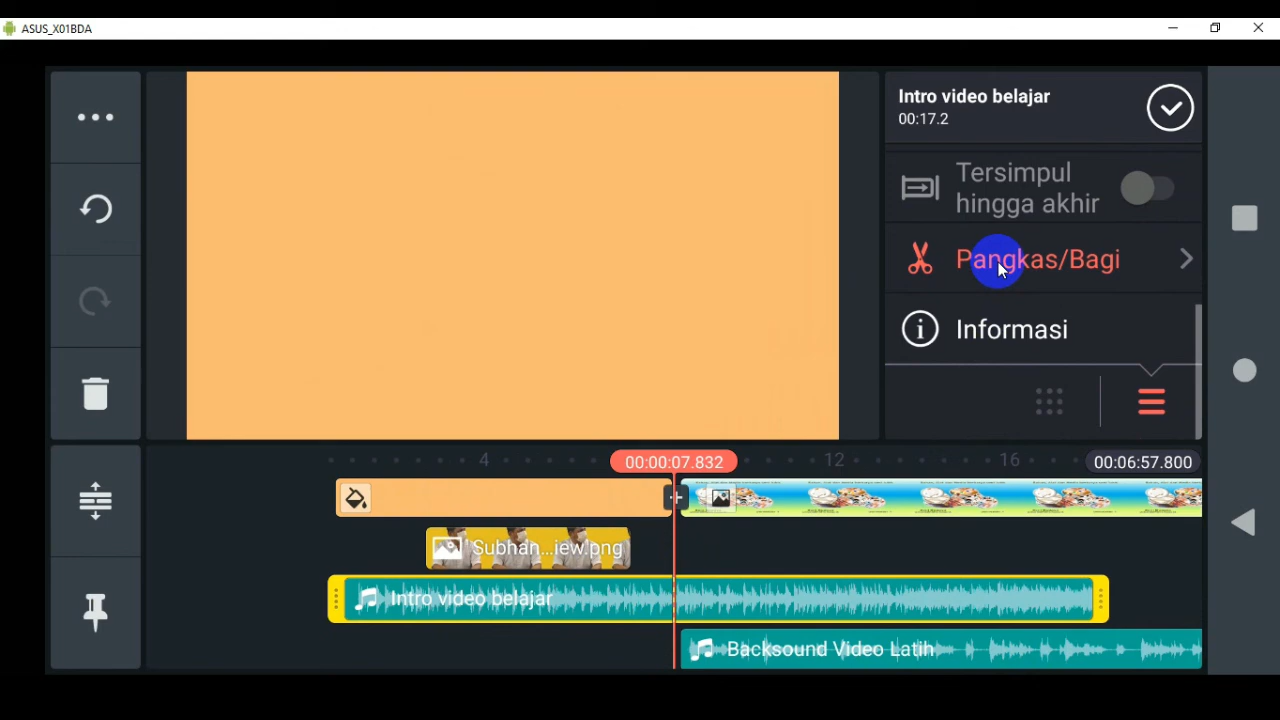 ASUS_X01BDA
Intro video belajar
00:17.2
Tersimpul
hingga akhir
Pangkas/Bagi
Informasi
4
00:00:07.832
12
16
00:06:57.800
Subhan...iew.png
Intro video belajar
Backsound Video Latih